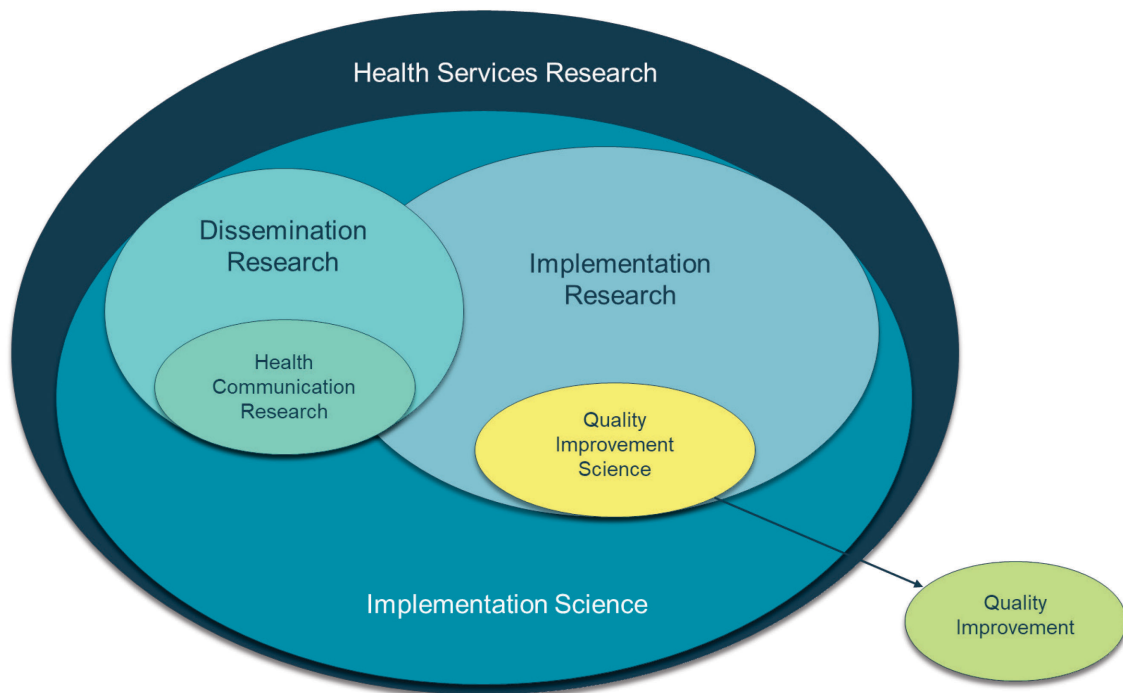 Health Services Research
Dissemination
Research
Implementation
Research
Health
Communication
Research
Quality
Improvement
Science
Implementation Science
Quality
Improvement